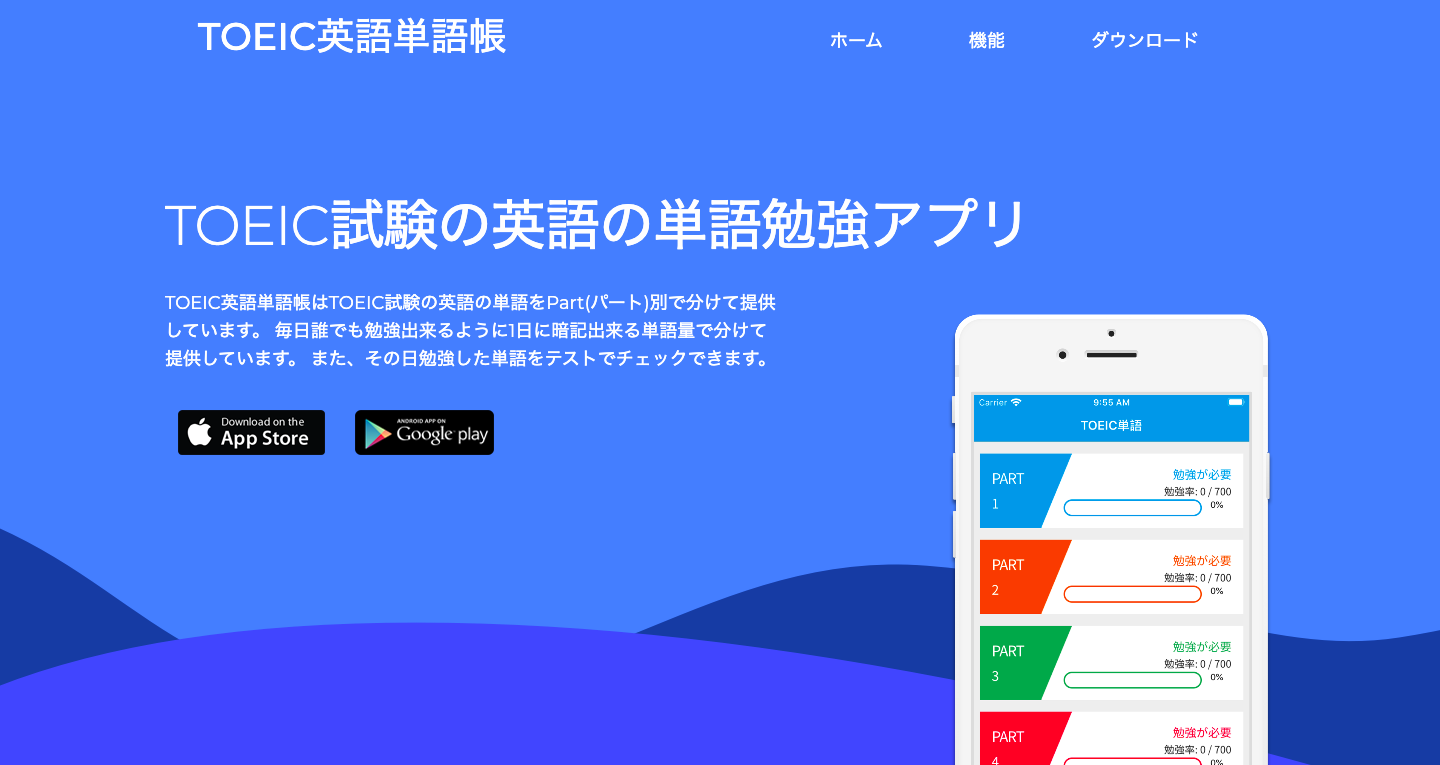 TOEIC英語単語帳
ホーム
機能
ダウンロード
TOEIC試験の英語の単語勉強アプリ
TOEIC英語単語帳はTOEIC試験の英語の単語をPart(パート)別で分けて提供
しています。 毎日誰でも勉強出来るように1日に暗記出来る単語量で分けて
提供しています。 また、その日勉強した単語をテストでチェックできます。
Download on the
App Store
ANDROID APP ON
Google play
Carrier
9:55 AM
TOEIC単語
PART
1
勉強が必要
勉強率: 0 / 700
0%
PART
2
勉強が必要
勉強率: 0 / 700
0%
PART
3
勉強が必要
勉強率: 0 / 700
0%
PART
4
勉強が必要
勉強率: 0 / 700
0%